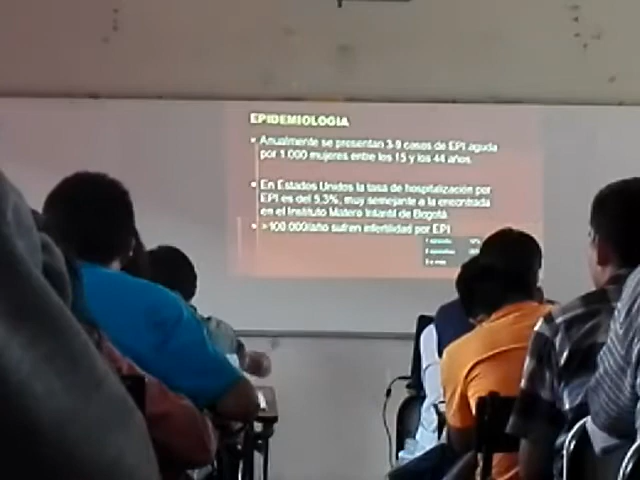 EPIDEMIOLOGIA
• Anualmente se presentan 3-9 casos de EPI aguda
por 1.000 mujeres entre los 15 y los 44 años.
• En Estados Unidos la tasa de hospitalización por
EPI es del 5.3%, muy semejante a la encontrada
en el Instituto Materno Infantil de Bogotá.
• >100.000/año sufren infertilidad por EPI